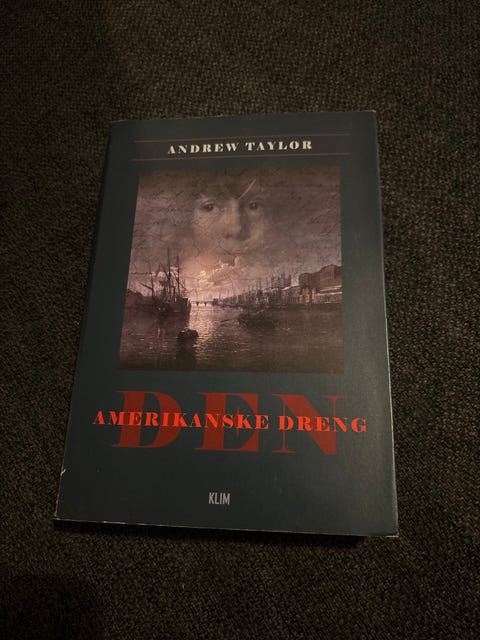 ANDREW TAYLOR
DEN
AMERIKANSKE DRENG
KLIM